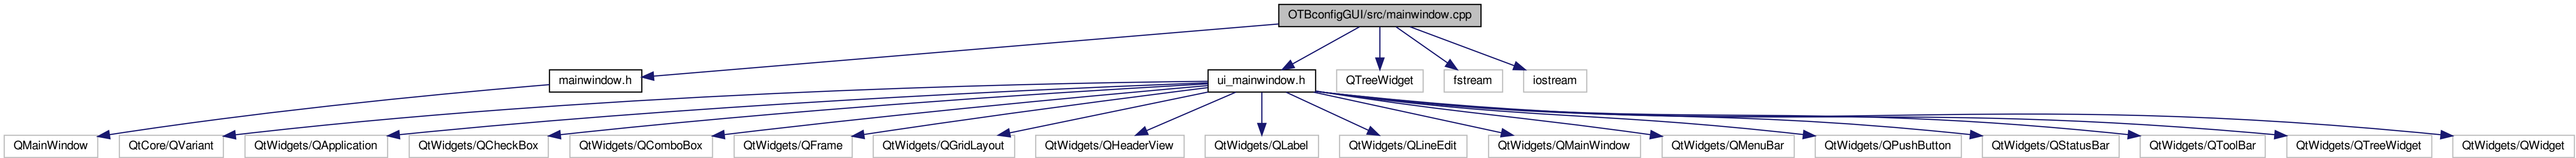 OTBconfigGUI/src/mainwindow.cpp
mainwindow.h
ui_mainwindow.h
QTreeWidget
fstream
iostream
QMainWindow
QtCore/QVariant
QtWidgets/QApplication
QtWidgets/QCheckBox
QtWidgets/QComboBox
QtWidgets/QFrame
QtWidgets/QGridLayout
QtWidgets/QHeaderView
QtWidgets/QLabel
QtWidgets/QLineEdit
QtWidgets/QMainWindow
QtWidgets/QMenuBar
QtWidgets/QPushButton
QtWidgets/QStatusBar
QtWidgets/QToolBar
QtWidgets/QTreeWidget
QtWidgets/QWidget